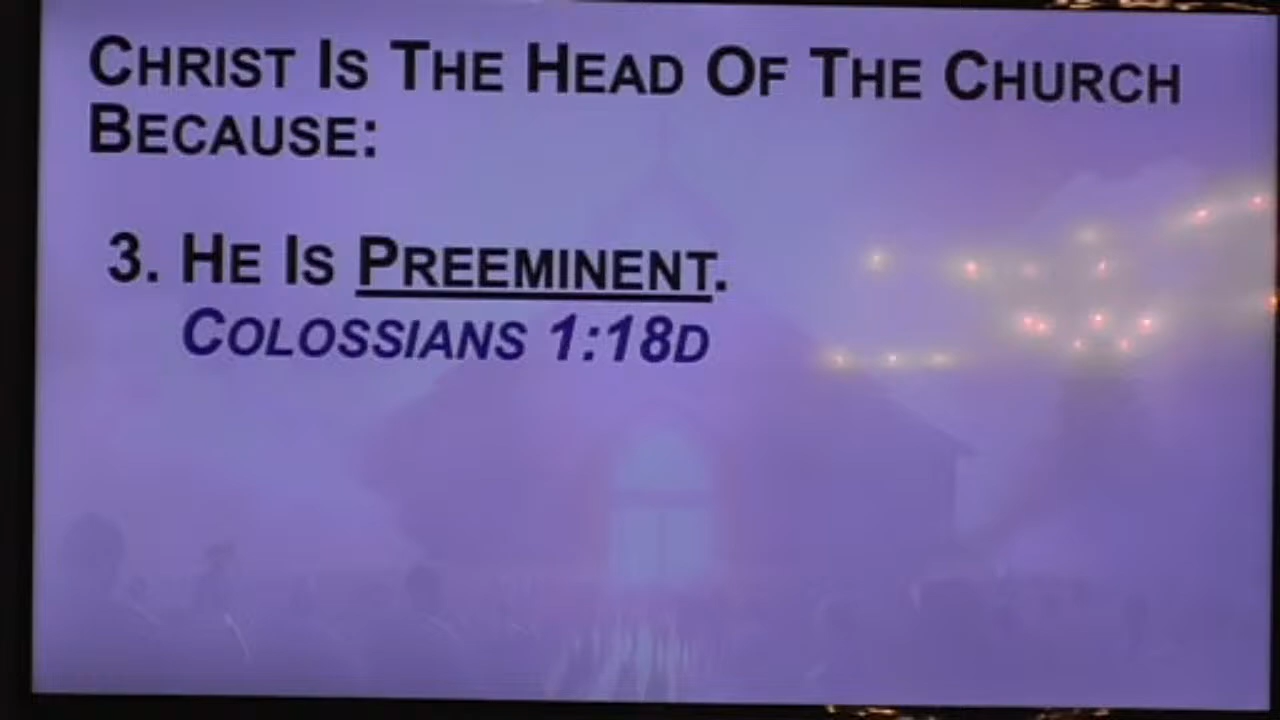 CHRIST IS THE HEAD OF THE CHURCH
BECAUSE:
3. HE IS PREEMINENT.
COLOSSIANS 1:18D